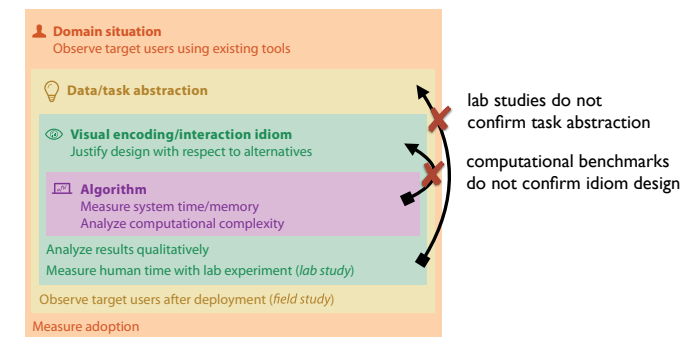 Domain situation
Observe target users using existing tools
Data/task abstraction
Visual encoding/interaction idiom
Justify design with respect to alternatives
Algorithm
Measure system time/memory
Analyze computational complexity
Analyze results qualitatively
Measure human time with lab experiment (lab study)
Observe target users after deployment (field study)
Measure adoption
lab studies do not
confirm task abstraction
computational benchmarks
do not confirm idiom design